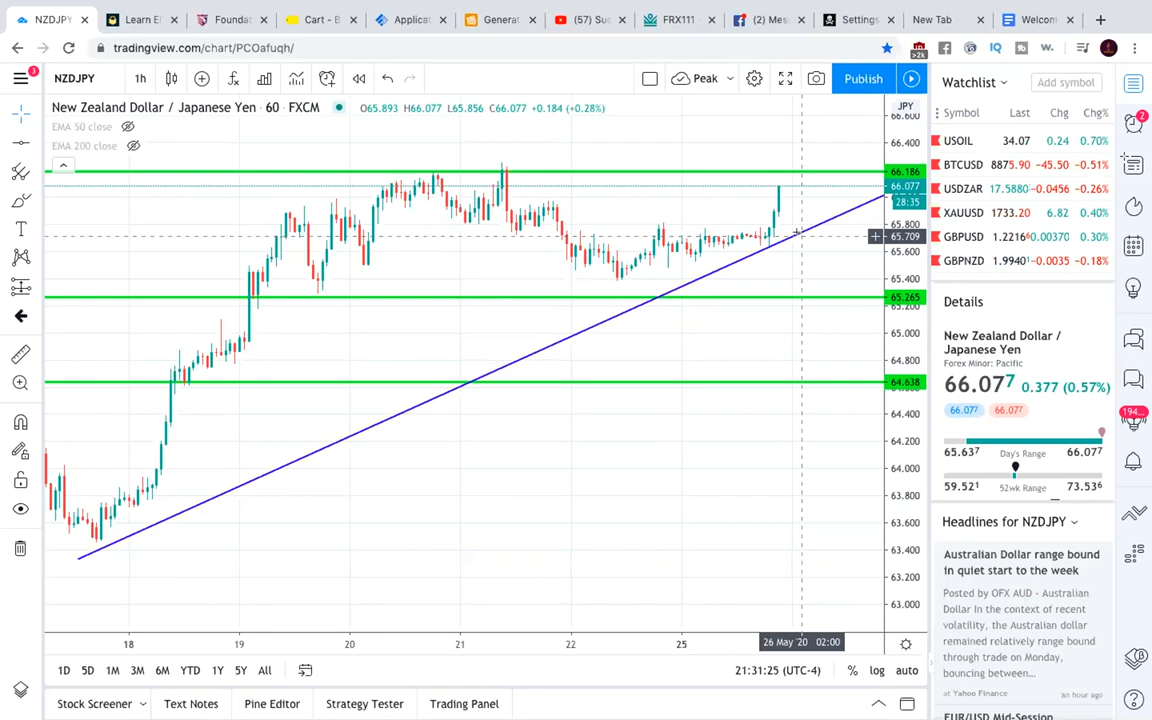 NZDJPY
Learn E
Founda
Cart - B
Applicat
Generat
(57) Suc
FRX111
(2) Mes
Settings
New Tab
Welcom
tradingview.com/chart/PCOafuqh/
NZDJPY 1h Peak Publish
New Zealand Dollar / Japanese Yen · 60 · FXCM O65.893 H66.077 L65.856 C66.077 +0.184 (+0.28%)
EMA 50 close
EMA 200 close
JPY
66.600
66.400
66.186
66.077
28:35
65.800
65.709
65.600
65.400
65.265
65.200
65.000
64.800
64.638
64.400
64.200
64.000
63.800
63.600
63.400
63.200
63.000
18 19 20 21 22 25 26 May '20 02:00
1D 5D 1M 3M 6M YTD 1Y 5Y All 21:31:25 (UTC-4) % log auto
Stock Screener Text Notes Pine Editor Strategy Tester Trading Panel
Watchlist Add symbol
Symbol Last Chg Chg%
USOIL 34.07 0.24 0.70%
BTCUSD 8875.90 -45.50 -0.51%
USDZAR 17.5880 -0.0456 -0.26%
XAUUSD 1733.20 6.82 0.40%
GBPUSD 1.2216⁶ 0.00370 0.30%
GBPNZD 1.9940¹ -0.0035 -0.18%
Details
New Zealand Dollar /
Japanese Yen
Forex Minor: Pacific
66.07⁷ 0.377 (0.57%)
66.07⁷ 66.07⁷
65.63⁷ Day's Range 66.07⁷
59.52¹ 52wk Range 73.53⁶
Headlines for NZDJPY
Australian Dollar range bound
in quiet start to the week
Posted by OFX AUD - Australian
Dollar In the context of recent
volatility, the Australian dollar
remained relatively range bound
through trade on Monday,
bouncing between...
at Yahoo Finance an hour ago
EUR/USD Mid-Session
3
2
194...